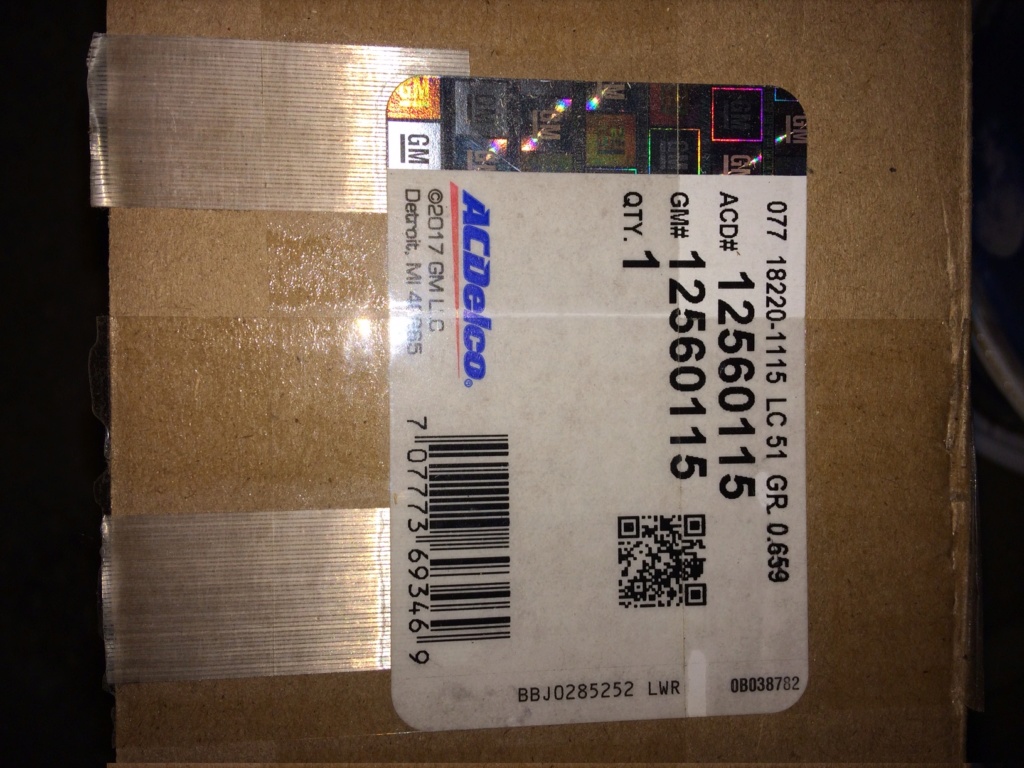 GM
077 18220-1115 LC 51 GR 0.659
ACD# 12560115
GM# 12560115
QTY. 1
ACDelco®
©2017 GM LLC
Detroit, MI
7 07773 69346 9
BBJ0285252 LWR
0B038782